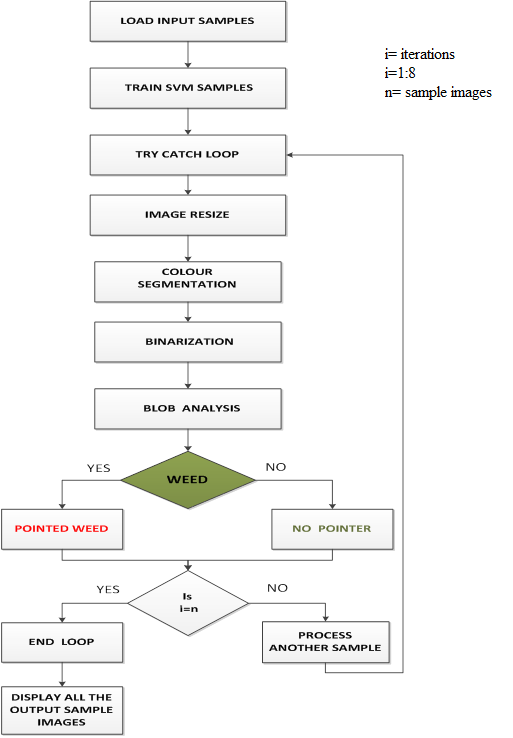 LOAD INPUT SAMPLES
i= iterations
i=1:8
n= sample images
TRAIN SVM SAMPLES
TRY CATCH LOOP
IMAGE RESIZE
COLOUR
SEGMENTATION
BINARIZATION
BLOB ANALYSIS
YES
NO
WEED
POINTED WEED
NO POINTER
YES
NO
Is
i=n
END LOOP
PROCESS
ANOTHER SAMPLE
DISPLAY ALL THE
OUTPUT SAMPLE
IMAGES